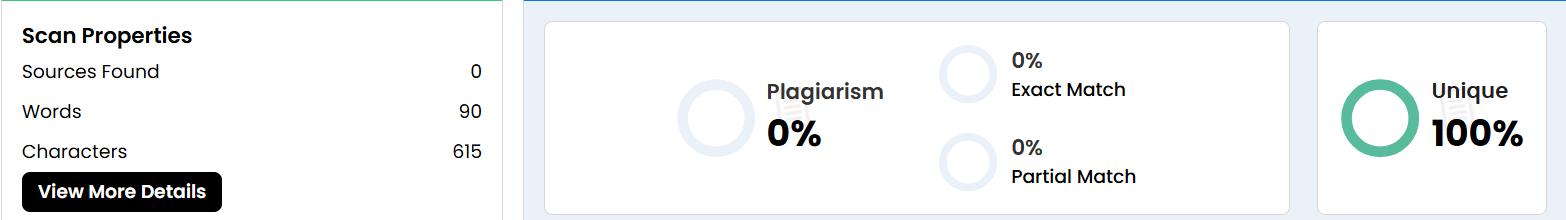 Scan Properties
Sources Found 0
Words 90
Characters 615
View More Details
Plagiarism
0%
0%
Exact Match
0%
Partial Match
Unique
100%